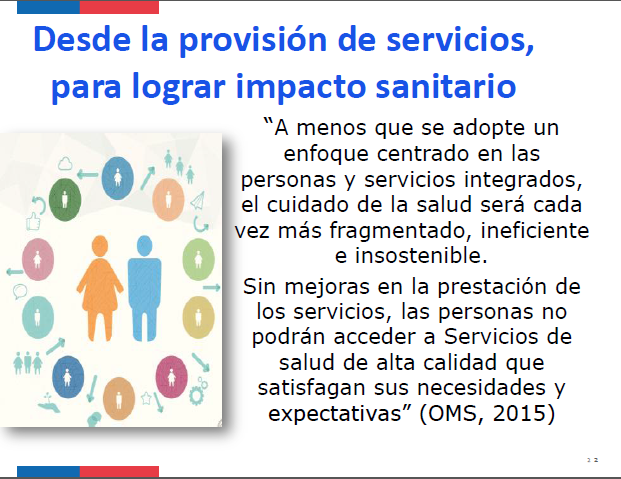 Desde la provisión de servicios,
para lograr impacto sanitario
“A menos que se adopte un
enfoque centrado en las
personas y servicios integrados,
el cuidado de la salud será cada
vez más fragmentado, ineficiente
e insostenible.
Sin mejoras en la prestación de
los servicios, las personas no
podrán acceder a Servicios de
salud de alta calidad que
satisfagan sus necesidades y
expectativas” (OMS, 2015)